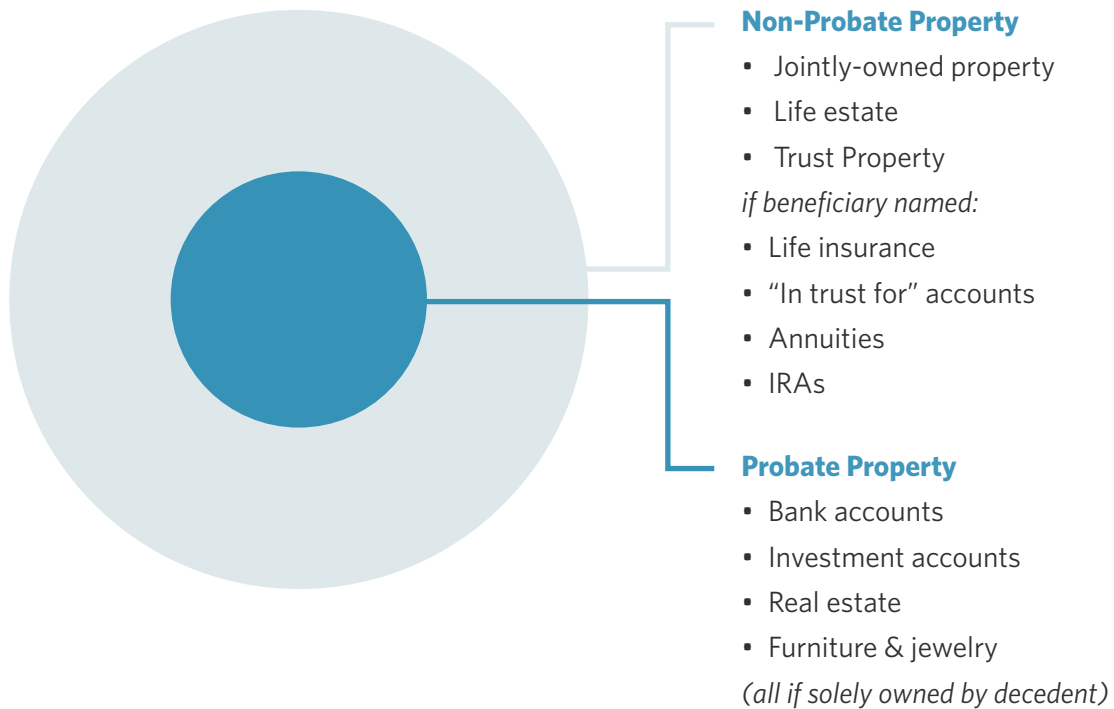 Non-Probate Property
• Jointly-owned property
• Life estate
• Trust Property
if beneficiary named:
• Life insurance
• “In trust for” accounts
• Annuities
• IRAs
Probate Property
• Bank accounts
• Investment accounts
• Real estate
• Furniture & jewelry
(all if solely owned by decedent)